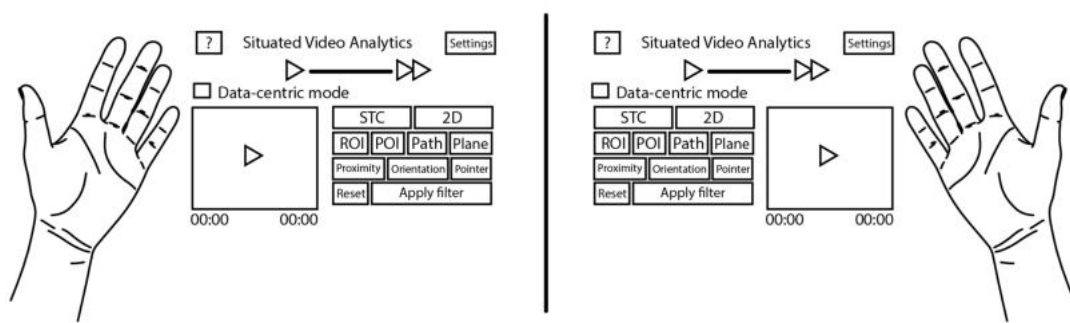 ? Situated Video Analytics Settings
Data-centric mode
STC 2D
ROI POI Path Plane
Proximity Orientation Pointer
Reset Apply filter
00:00 00:00
? Situated Video Analytics Settings
Data-centric mode
STC 2D
ROI POI Path Plane
Proximity Orientation Pointer
Reset Apply filter
00:00 00:00